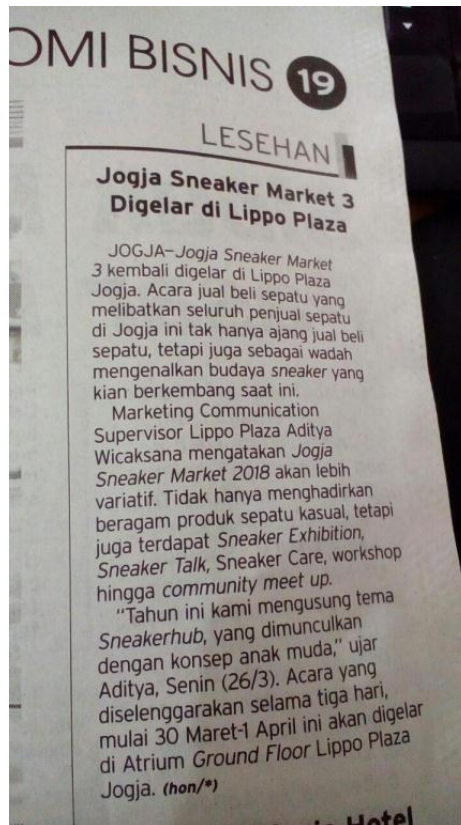 OMI BISNIS 19
LESEHAN
Jogja Sneaker Market 3
Digelar di Lippo Plaza
JOGJA—Jogja Sneaker Market
3 kembali digelar di Lippo Plaza
Jogja. Acara jual beli sepatu yang
melibatkan seluruh penjual sepatu
di Jogja ini tak hanya ajang jual beli
sepatu, tetapi juga sebagai wadah
mengenalkan budaya sneaker yang
kian berkembang saat ini.
Marketing Communication
Supervisor Lippo Plaza Aditya
Wicaksana mengatakan Jogja
Sneaker Market 2018 akan lebih
variatif. Tidak hanya menghadirkan
beragam produk sepatu kasual, tetapi
juga terdapat Sneaker Exhibition,
Sneaker Talk, Sneaker Care, workshop
hingga community meet up.
“Tahun ini kami mengusung tema
Sneakerhub, yang dimunculkan
dengan konsep anak muda,” ujar
Aditya, Senin (26/3). Acara yang
diselenggarakan selama tiga hari,
mulai 30 Maret-1 April ini akan digelar
di Atrium Ground Floor Lippo Plaza
Jogja. (hon/*)
Hotel